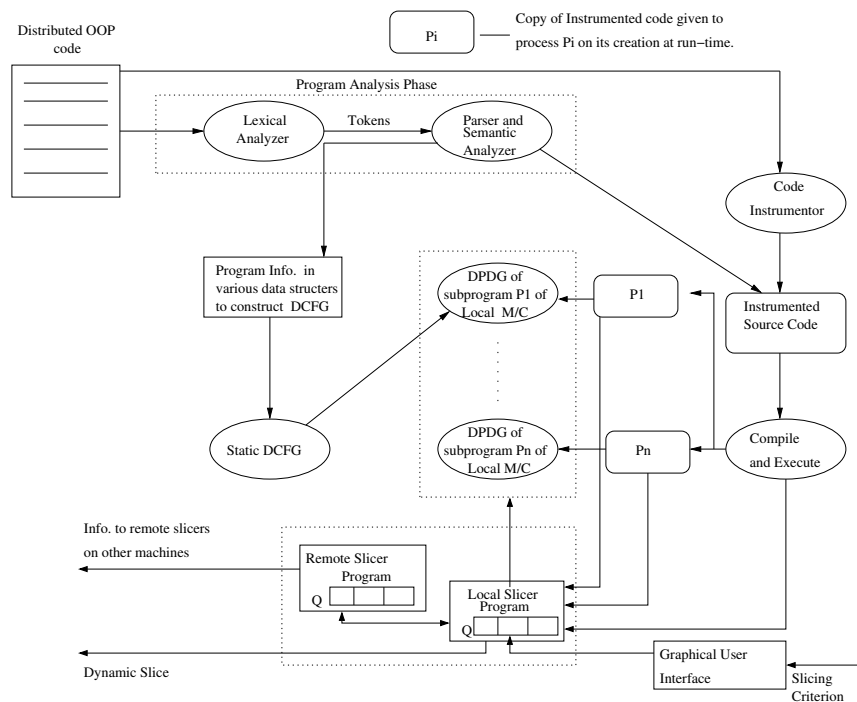 Distributed OOP
code
Pi
Copy of Instrumented code given to
process Pi on its creation at run−time.
Program Analysis Phase
Lexical
Analyzer
Tokens
Parser and
Semantic
Analyzer
Code
Instrumentor
Program Info. in
various data structers
to construct DCFG
DPDG of
subprogram P1 of
Local M/C
P1
Instrumented
Source Code
Static DCFG
DPDG of
subprogram Pn of
Local M/C
Pn
Compile
and Execute
Info. to remote slicers
on other machines
Remote Slicer
Program
Q
Local Slicer
Program
Q
Dynamic Slice
Graphical User
Interface
Slicing
Criterion